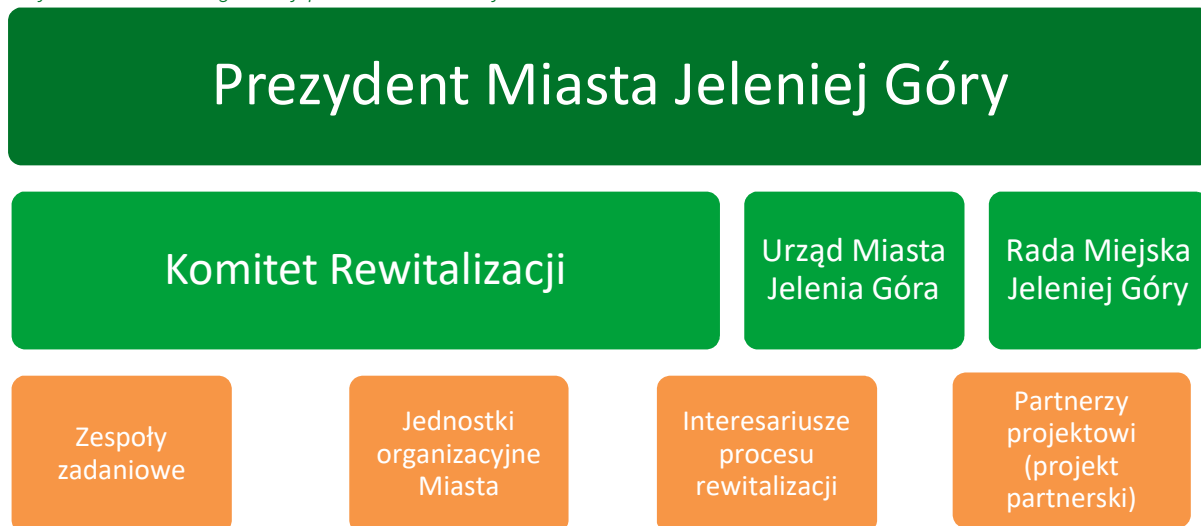 Prezydent Miasta Jeleniej Góry
Komitet Rewitalizacji
Urząd Miasta
Jelenia Góra
Rada Miejska
Jeleniej Góry
Zespoły
zadaniowe
Jednostki
organizacyjne
Miasta
Interesariusze
procesu
rewitalizacji
Partnerzy
projektowi
(projekt
partnerski)